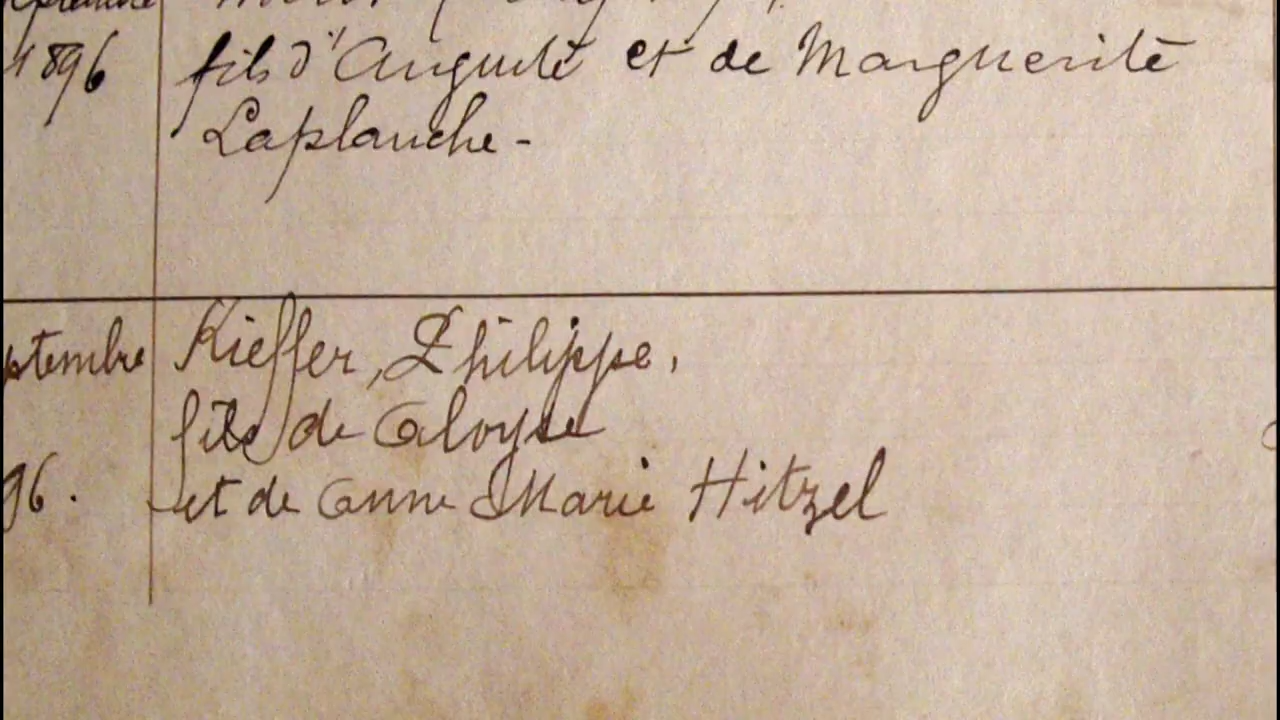 1896
fils d'Auguste et de Marguerite
Laplanche -
Kieffer, Philippe,
fils de Aloyse
96.
et de Anne Marie Hitzel